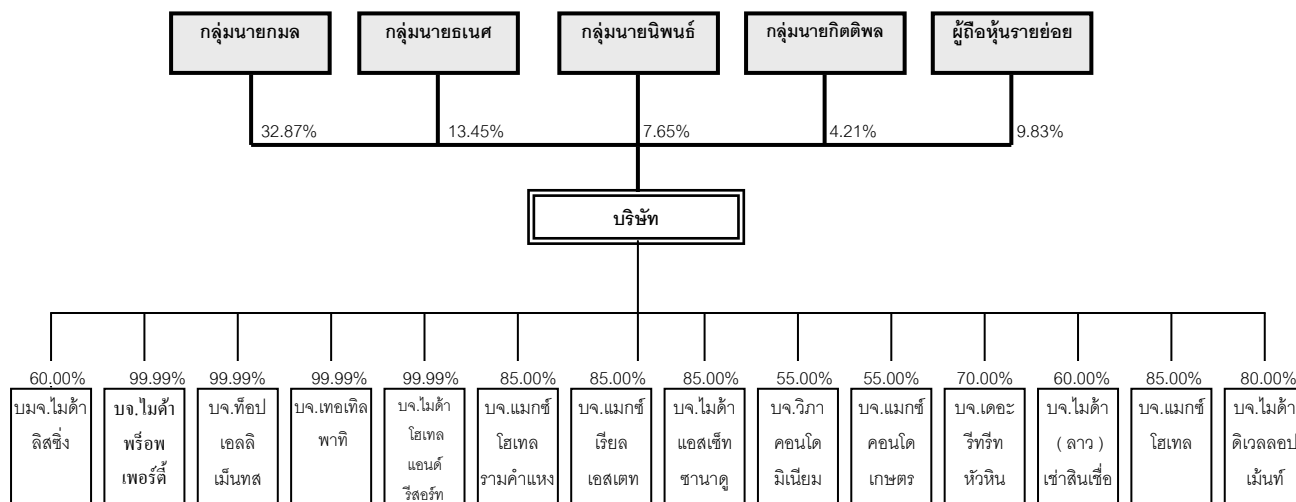 กลุ่มนายกมล
กลุ่มนายธเนศ
กลุ่มนายนิพนธ์
กลุ่มนายกิตติพล
ผู้ถือหุ้นรายย่อย
32.87%
13.45%
7.65%
4.21%
9.83%
บริษัท
60.00%
99.99%
99.99%
99.99%
99.99%
85.00%
85.00%
85.00%
55.00%
55.00%
70.00%
60.00%
85.00%
80.00%
บมจ.ไมด้า
ลิสซิ่ง
บจ.ไมด้า
พร็อพ
เพอร์ตี้
บจ.ท็อป
เอลลิ
เม็นทส
บจ.เทอเทิล
พาทิ
บจ.ไมด้า
โฮเทล
แอนด์
รีสอร์ท
บจ.แมกซ์
โฮเทล
รามคำแหง
บจ.แมกซ์
เรียล
เอสเตท
บจ.ไมด้า
แอสเซ็ท
ซานาดู
บจ.วิภา
คอนโด
มิเนียม
บจ.แมกซ์
คอนโด
เกษตร
บจ.เดอะ
รีทรีท
หัวหิน
บจ.ไมด้า
( ลาว )
เช่าสินเชื่อ
บจ.แมกซ์
โฮเทล
บจ.ไมด้า
ดิเวลลอป
เม้นท์